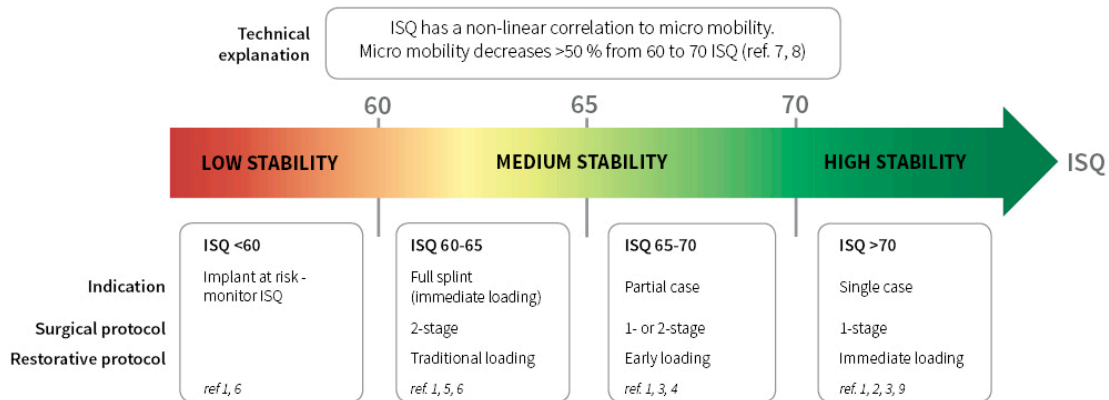 Technical
explanation
ISQ has a non-linear correlation to micro mobility.
Micro mobility decreases >50 % from 60 to 70 ISQ (ref. 7, 8)
60
65
70
LOW STABILITY
MEDIUM STABILITY
HIGH STABILITY
ISQ
Indication
Surgical protocol
Restorative protocol
ISQ <60
Implant at risk -
monitor ISQ
ref 1, 6
ISQ 60-65
Full splint
(immediate loading)
2-stage
Traditional loading
ref. 1, 5, 6
ISQ 65-70
Partial case
1- or 2-stage
Early loading
ref. 1, 3, 4
ISQ >70
Single case
1-stage
Immediate loading
ref. 1, 2, 3, 9